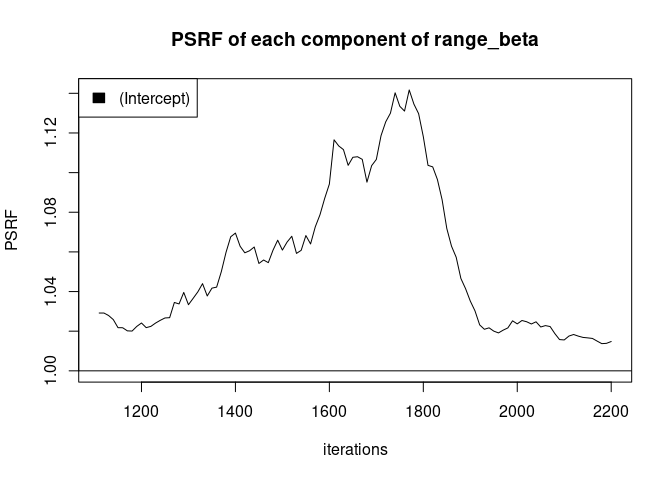 PSRF of each component of range_beta
(Intercept)
PSRF
1.12
1.08
1.04
1.00
1200 1400 1600 1800 2000 2200
iterations